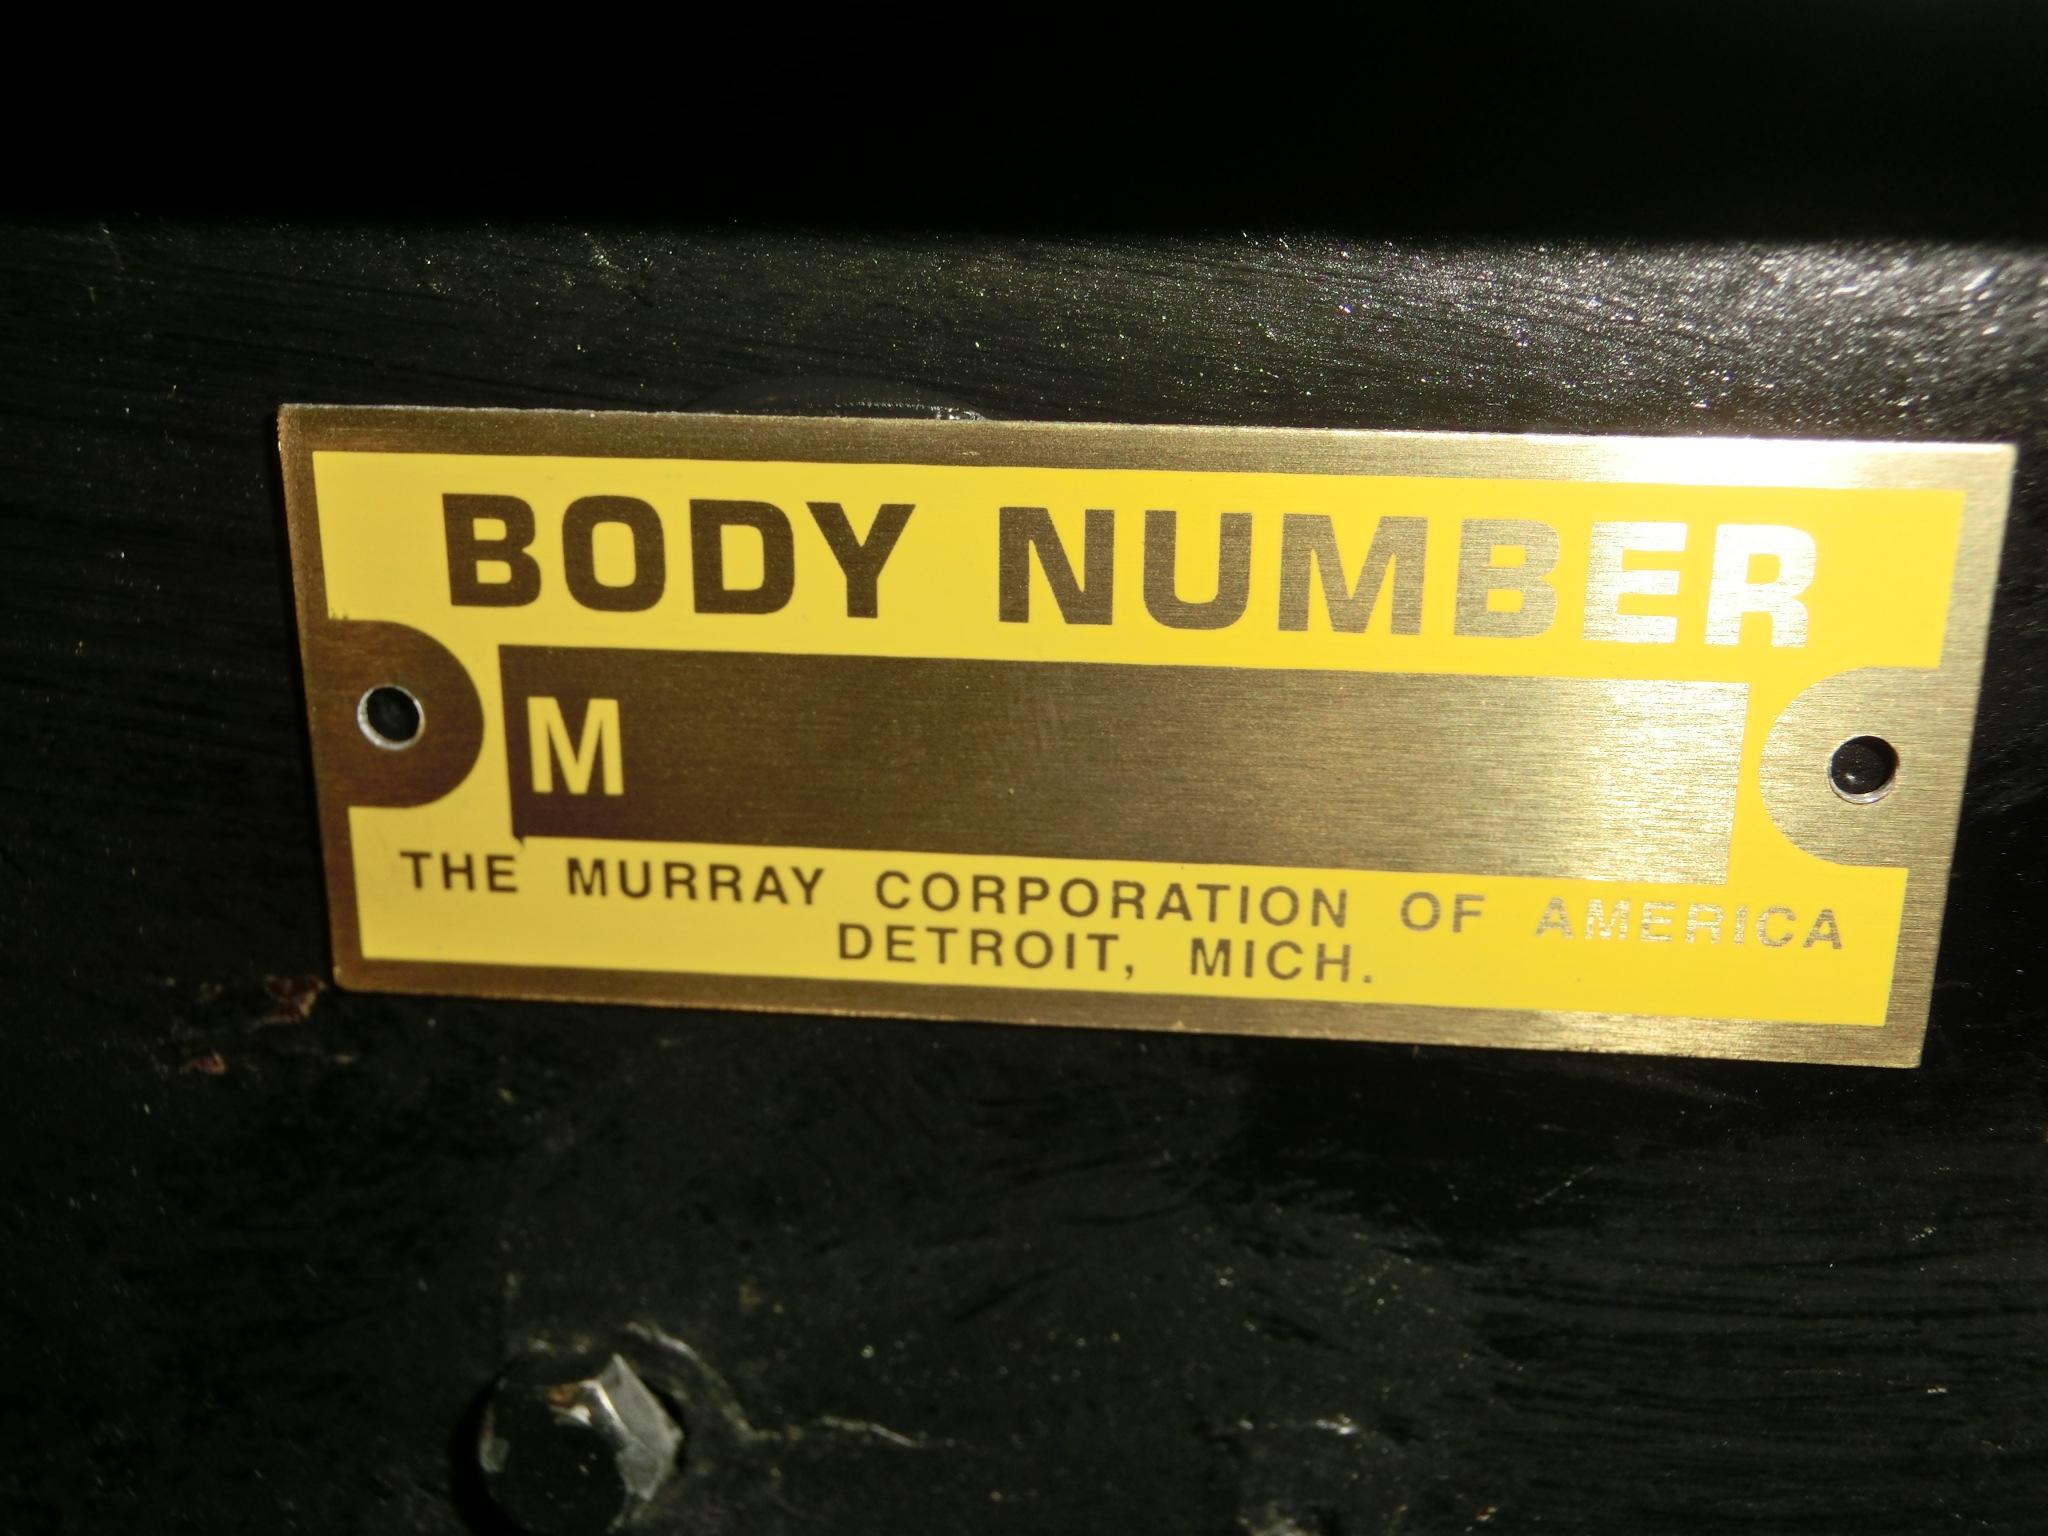 BODY NUMBER
M
THE MURRAY CORPORATION OF AMERICA
DETROIT, MICH.